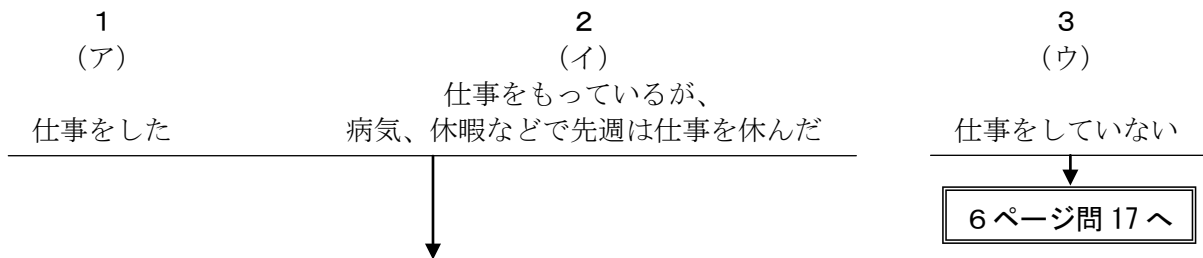 1
(ア)
仕事をした
2
(イ)
仕事をもっているが、
病気、休暇などで先週は仕事を休んだ
3
(ウ)
仕事をしていない
6ページ問 17 へ